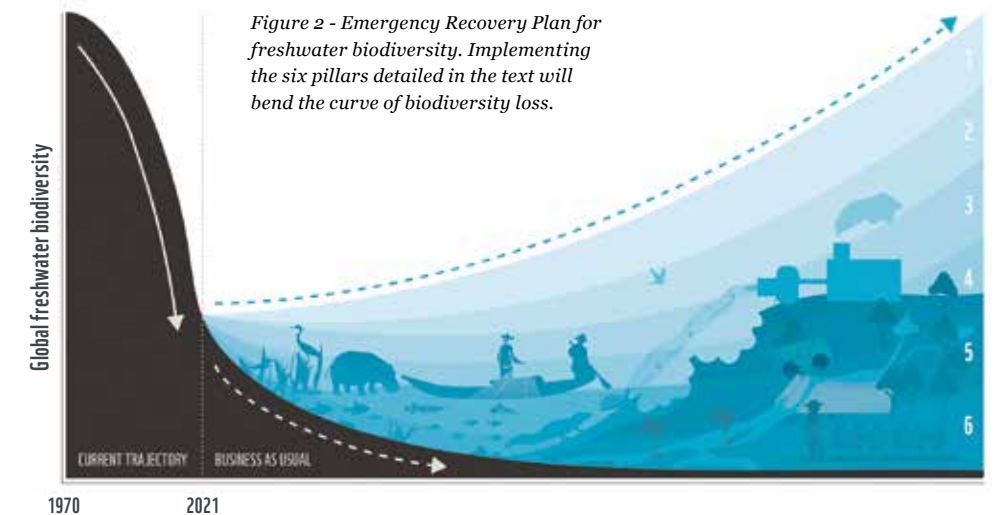 Figure 2 - Emergency Recovery Plan for
freshwater biodiversity. Implementing
the six pillars detailed in the text will
bend the curve of biodiversity loss.
Global freshwater biodiversity
1
2
3
4
5
6
CURRENT TRAJECTORY
BUSINESS AS USUAL
1970
2021